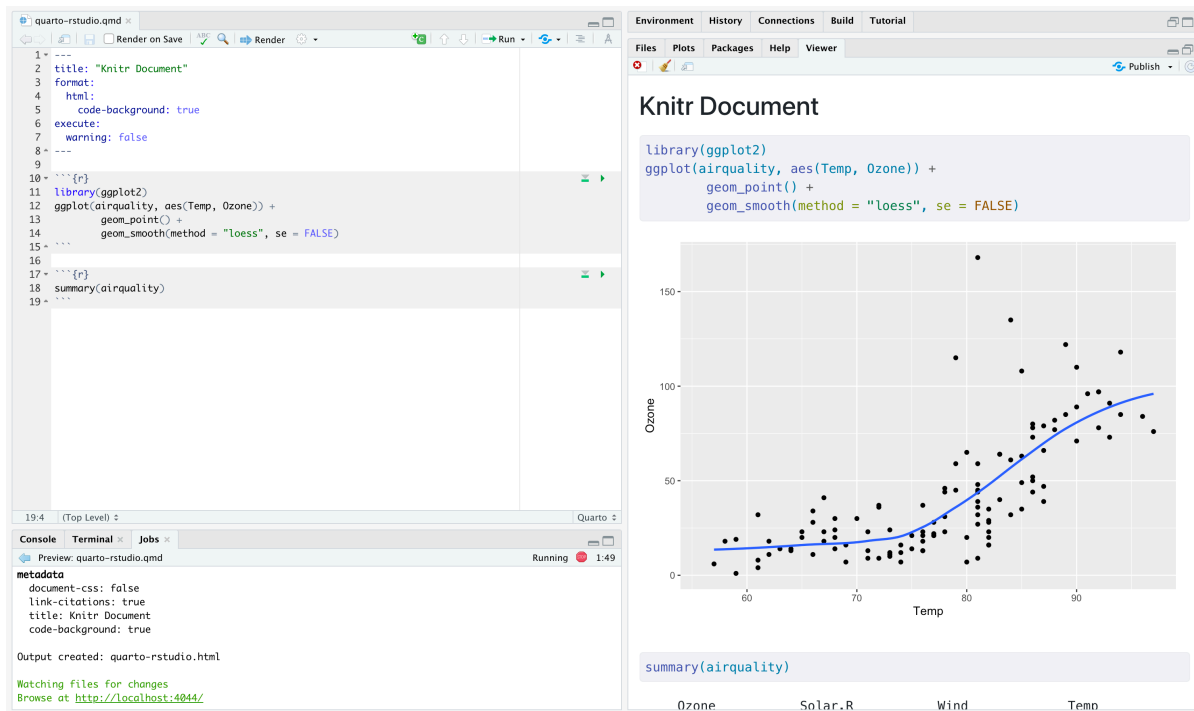 quarto-rstudio.qmd
Render on Save
ABC
Render
Run
1 ---
2 title: "Knitr Document"
3 format:
4   html:
5     code-background: true
6 execute:
7   warning: false
8 ---
9
10 ```{r}
11 library(ggplot2)
12 ggplot(airquality, aes(Temp, Ozone)) +
13        geom_point() +
14        geom_smooth(method = "loess", se = FALSE)
15 ```
16
17 ```{r}
18 summary(airquality)
19 ```
19:4 (Top Level) Quarto
Console Terminal Jobs
Preview: quarto-rstudio.qmd Running STOP 1:49
metadata
  document-css: false
  link-citations: true
  title: Knitr Document
  code-background: true
Output created: quarto-rstudio.html
Watching files for changes
Browse at http://localhost:4044/
Environment History Connections Build Tutorial
Files Plots Packages Help Viewer
Publish
Knitr Document
library(ggplot2)
ggplot(airquality, aes(Temp, Ozone)) +
       geom_point() +
       geom_smooth(method = "loess", se = FALSE)
150
100
50
0
Ozone
60 70 80 90
Temp
summary(airquality)
Ozone Solar.R Wind Temp